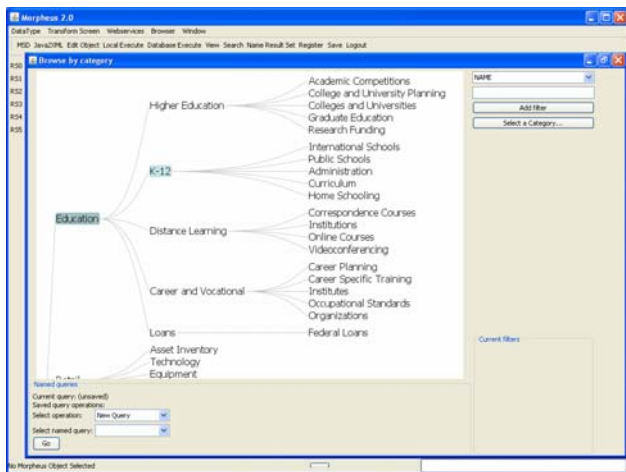 Morpheus 2.0
DataType Transform Screen Webservices Browser Window
MSD Java2XML Edit Object Local Execute Database Execute View Search Name Result Set Register Save Logout
RS0
RS1
RS2
RS3
RS4
RS5
Browse by category
Education
Higher Education
Academic Competitions
College and University Planning
Colleges and Universities
Graduate Education
Research Funding
K-12
International Schools
Public Schools
Administration
Curriculum
Home Schooling
Distance Learning
Correspondence Courses
Institutions
Online Courses
Videoconferencing
Career and Vocational
Career Planning
Career Specific Training
Institutes
Occupational Standards
Organizations
Loans
Federal Loans
Retail
Asset Inventory
Technology
Equipment
NAME
Add filter
Select a Category...
Current filters
Named queries
Current query: (unsaved)
Saved query operations:
Select operation: New Query
Select named query:
Go
No Morpheus Object Selected